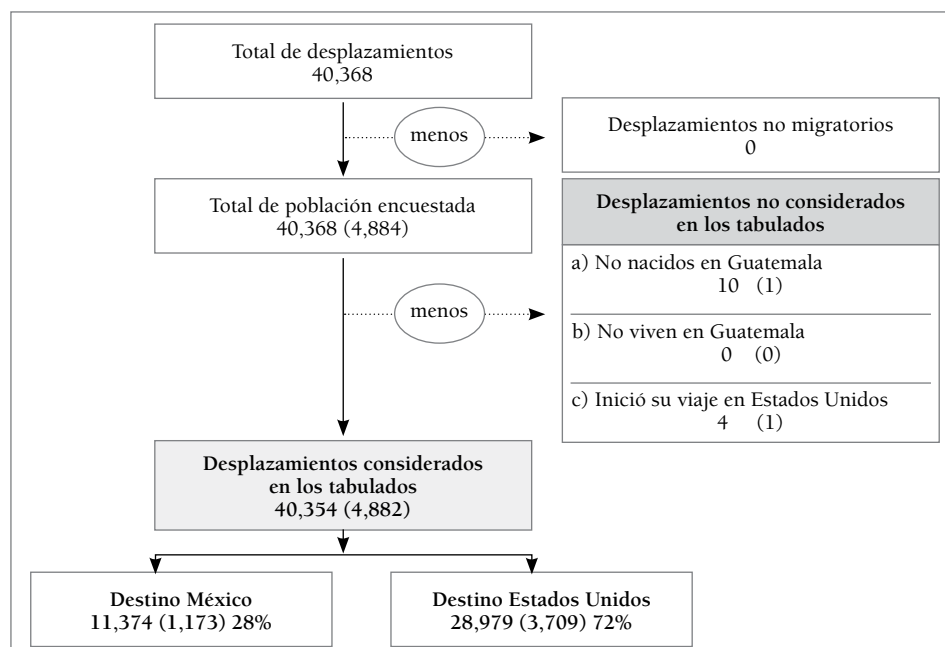 Total de desplazamientos
40,368
menos
Desplazamientos no migratorios
0
Total de población encuestada
40,368 (4,884)
Desplazamientos no considerados
en los tabulados
a) No nacidos en Guatemala
10 (1)
menos
b) No viven en Guatemala
0 (0)
c) Inició su viaje en Estados Unidos
4 (1)
Desplazamientos considerados
en los tabulados
40,354 (4,882)
Destino México
11,374 (1,173) 28%
Destino Estados Unidos
28,979 (3,709) 72%